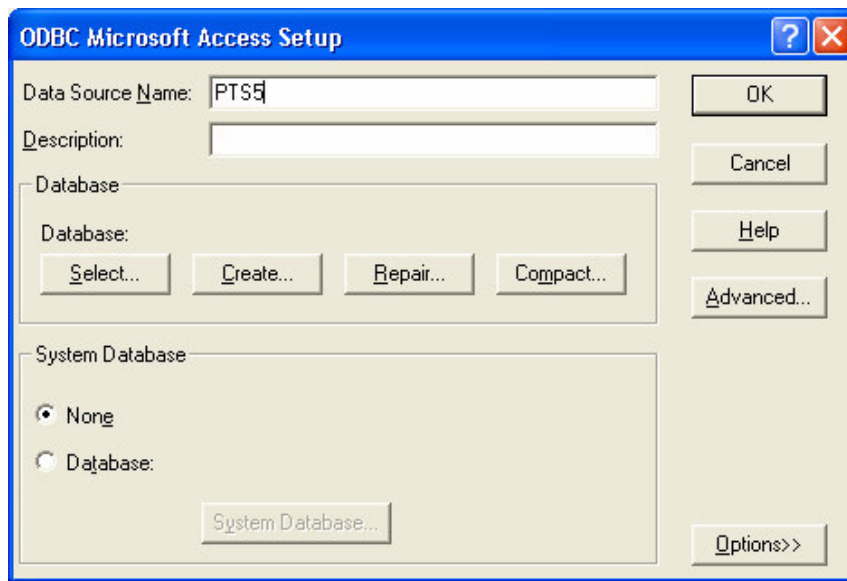 ODBC Microsoft Access Setup
Data Source Name: PTS5
OK
Description:
Cancel
Database
Database:
Select... Create... Repair... Compact...
Help
Advanced...
System Database
None
Database:
System Database...
Options>>